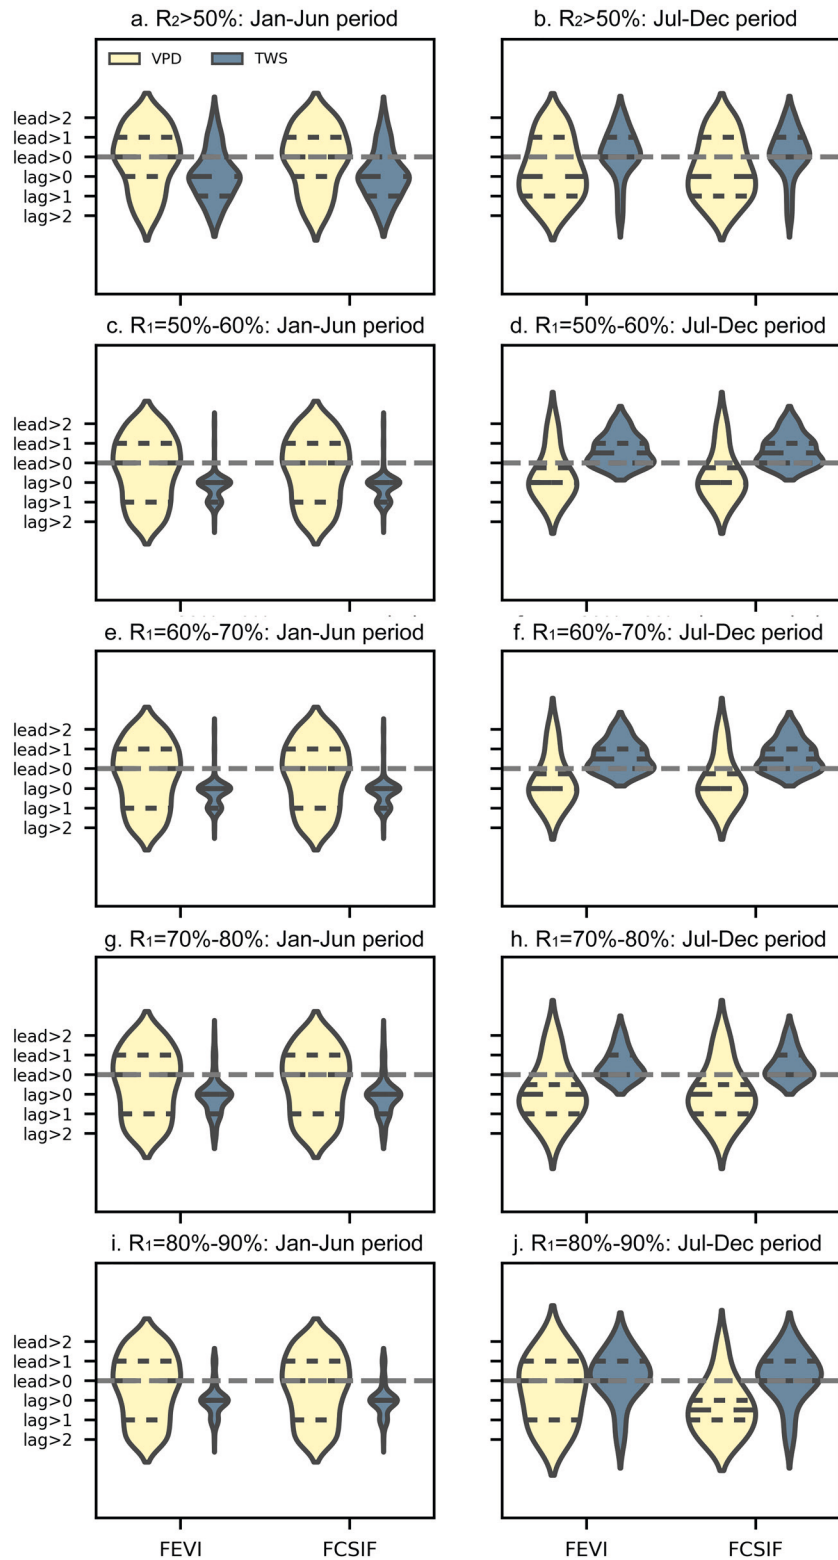 a. R₂>50%: Jan-Jun period
b. R₂>50%: Jul-Dec period
VPD TWS
lead>2
lead>1
lead>0
lag>0
lag>1
lag>2
c. R₁=50%-60%: Jan-Jun period
d. R₁=50%-60%: Jul-Dec period
lead>2
lead>1
lead>0
lag>0
lag>1
lag>2
e. R₁=60%-70%: Jan-Jun period
f. R₁=60%-70%: Jul-Dec period
lead>2
lead>1
lead>0
lag>0
lag>1
lag>2
g. R₁=70%-80%: Jan-Jun period
h. R₁=70%-80%: Jul-Dec period
lead>2
lead>1
lead>0
lag>0
lag>1
lag>2
i. R₁=80%-90%: Jan-Jun period
j. R₁=80%-90%: Jul-Dec period
lead>2
lead>1
lead>0
lag>0
lag>1
lag>2
FEVI FCSIF FEVI FCSIF